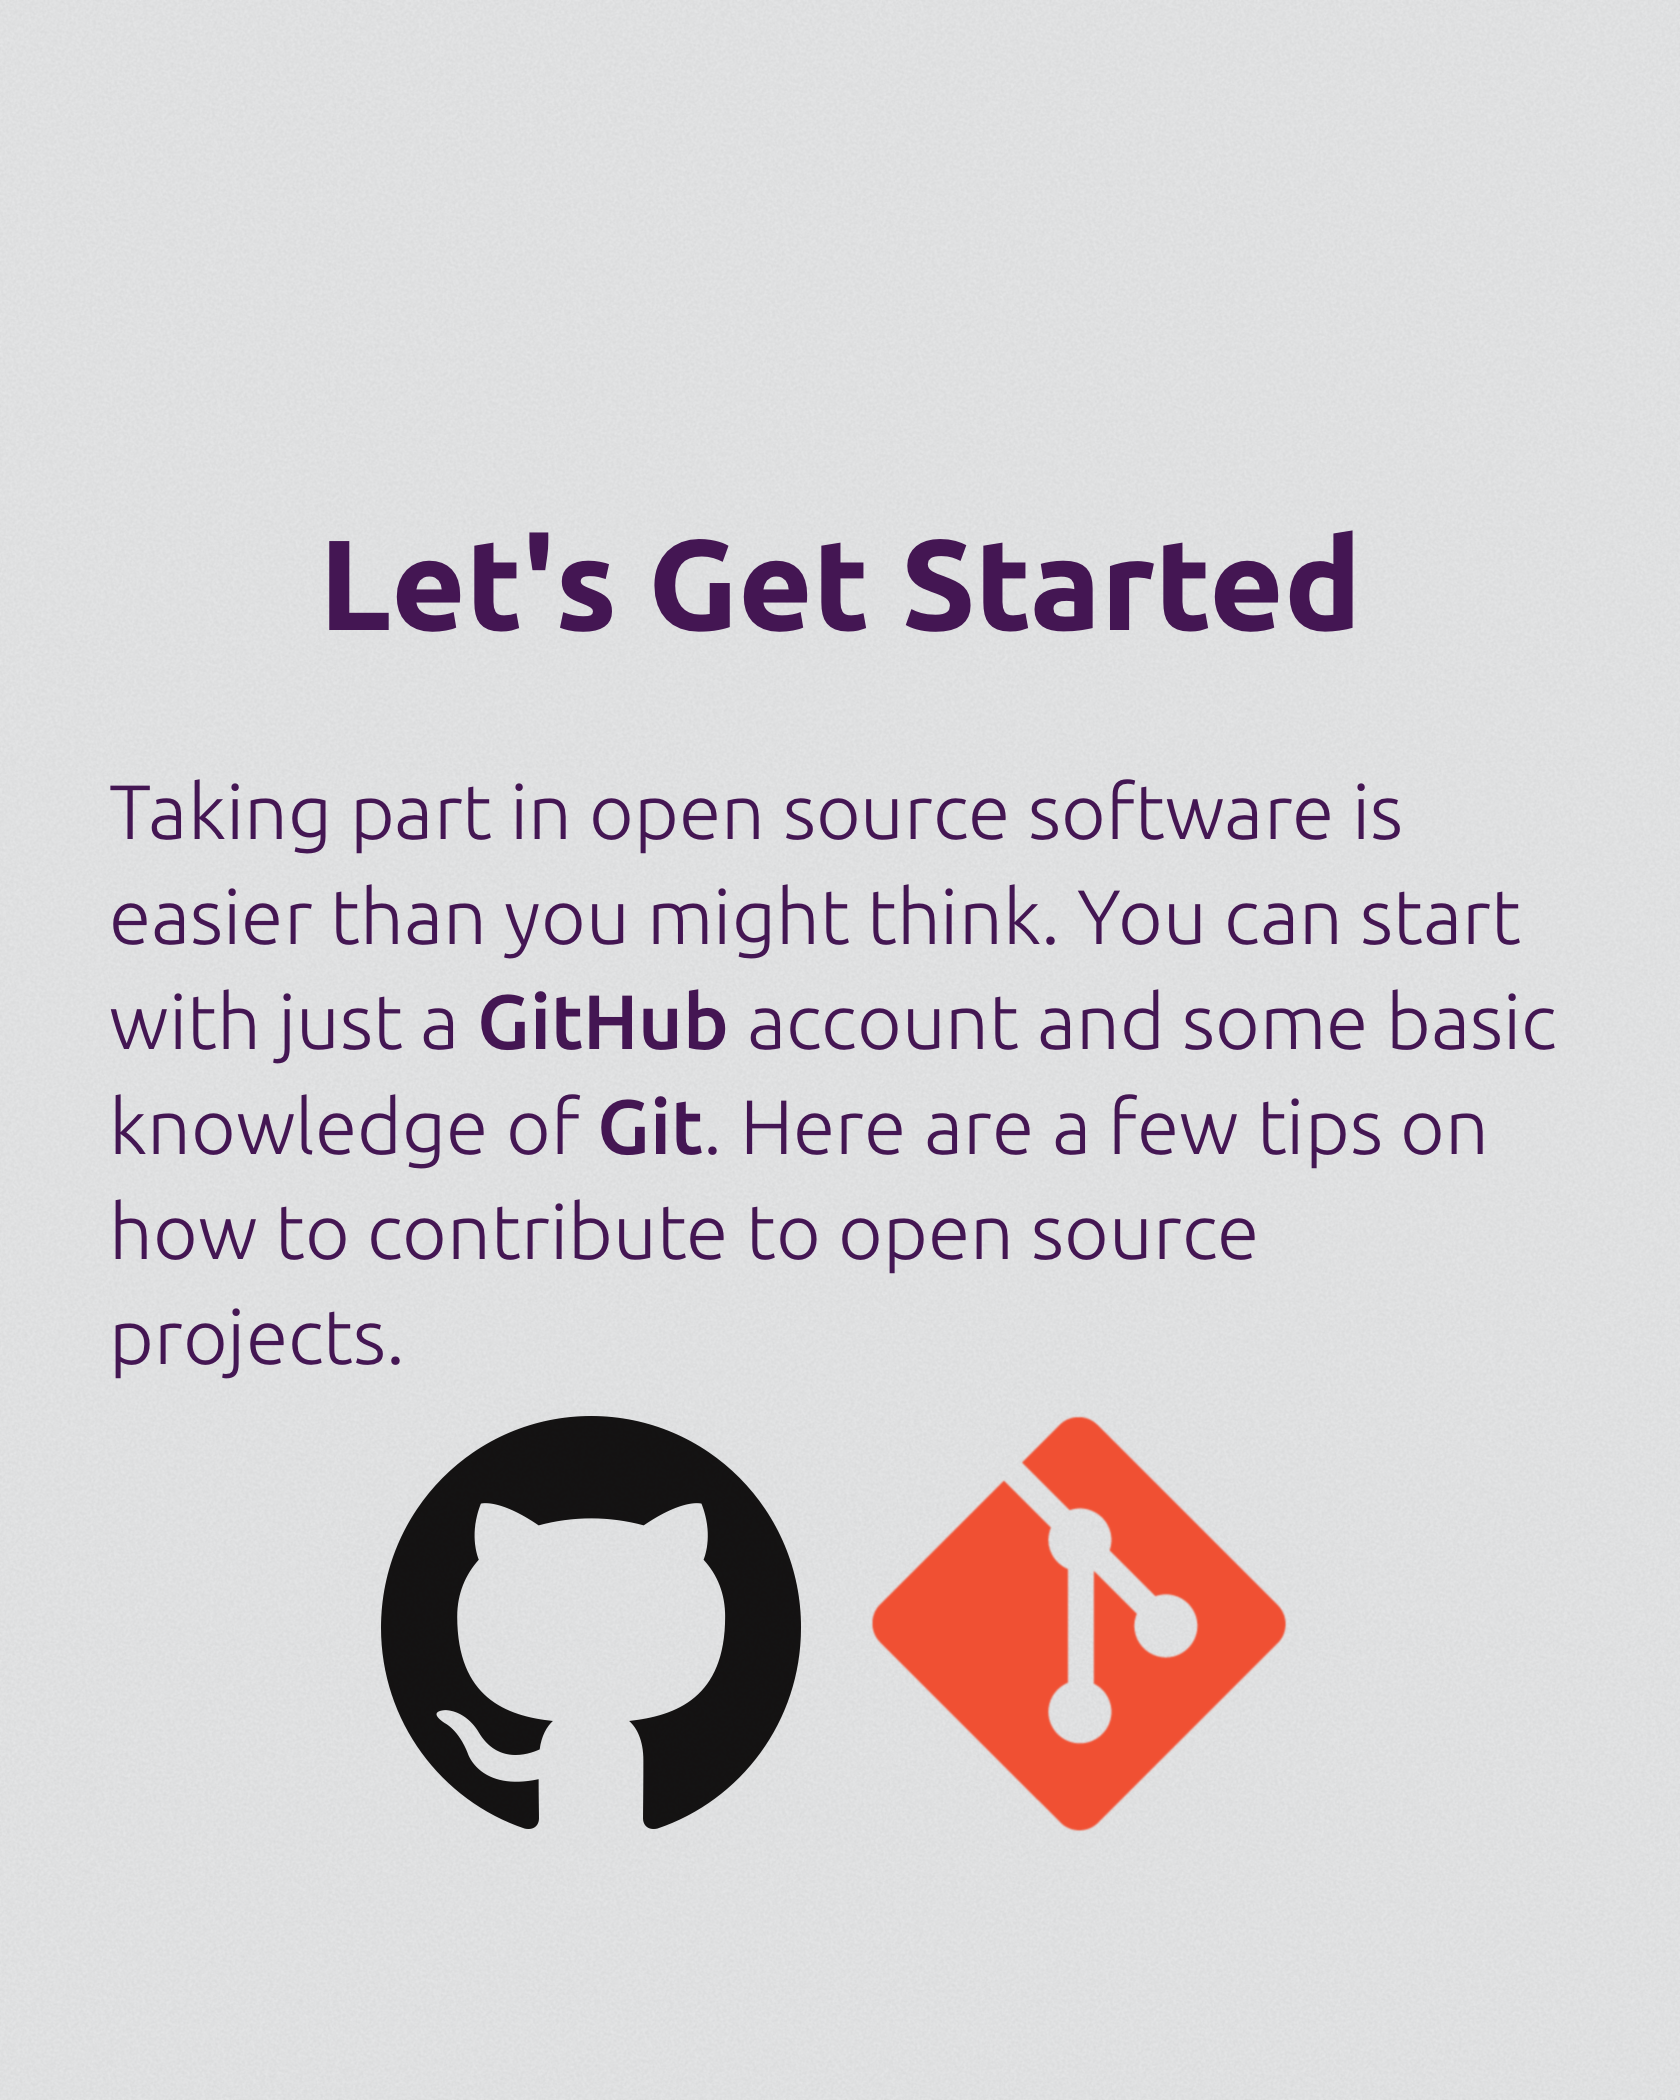 Let's Get Started
Taking part in open source software is
easier than you might think. You can start
with just a GitHub account and some basic
knowledge of Git. Here are a few tips on
how to contribute to open source
projects.